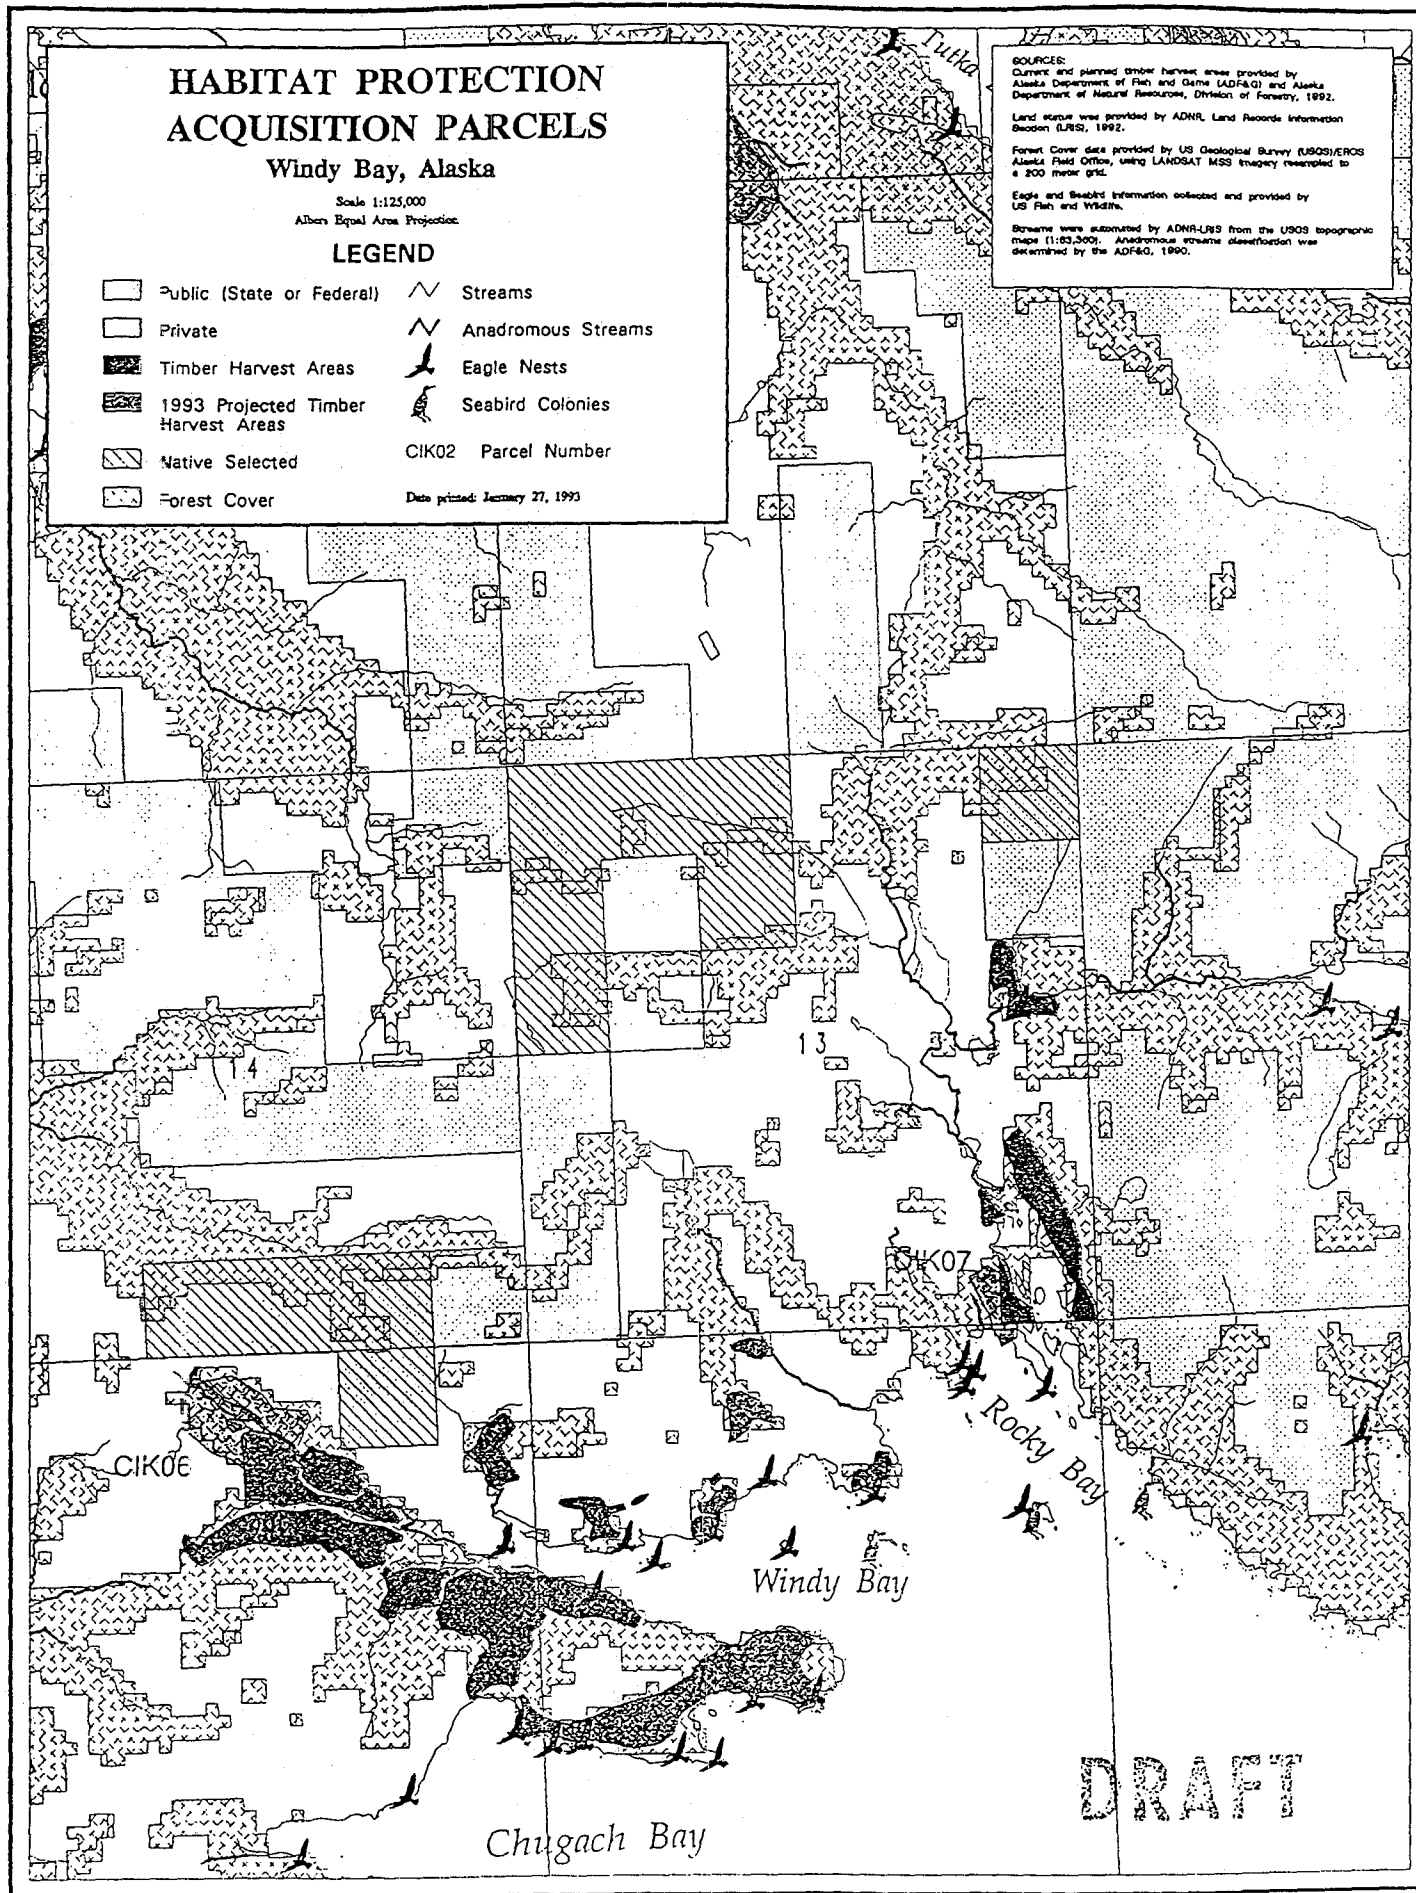 HABITAT PROTECTION
ACQUISITION PARCELS
Windy Bay, Alaska
Scale 1:125,000
Albers Equal Area Projection
LEGEND
Public (State or Federal)
Private
Timber Harvest Areas
1993 Projected Timber
Harvest Areas
Native Selected
Forest Cover
Streams
Anadromous Streams
Eagle Nests
Seabird Colonies
CIK02 Parcel Number
Date printed: January 27, 1993
Tutka
SOURCES:
Current and planned timber harvest areas provided by
Alaska Department of Fish and Game (ADF&G) and Alaska
Department of Natural Resources, Division of Forestry, 1992.
Land status was provided by ADNR, Land Records Information
Section (LRIS), 1992.
Forest Cover data provided by US Geological Survey (USGS)/EROS
Alaska Field Office, using LANDSAT MSS imagery resampled to
a 200 meter grid.
Eagle and Seabird information collected and provided by
US Fish and Wildlife.
Streams were automated by ADNR-LRIS from the USGS topographic
maps (1:63,360). Anadromous streams classification was
determined by the ADF&G, 1990.
13
14
CIK07
Rocky Bay
CIK06
Windy Bay
DRAFT
Chugach Bay